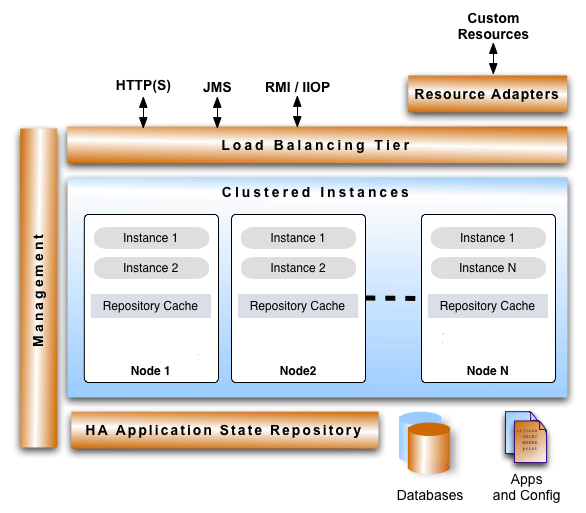 Custom
Resources
HTTP(S)
JMS
RMI / IIOP
Resource Adapters
Load Balancing Tier
Management
Clustered Instances
Instance 1
Instance 2
Repository Cache
Node 1
Instance 1
Instance 2
Repository Cache
Node2
Instance 1
Instance N
Repository Cache
Node N
HA Application State Repository
Databases
Apps
and Config